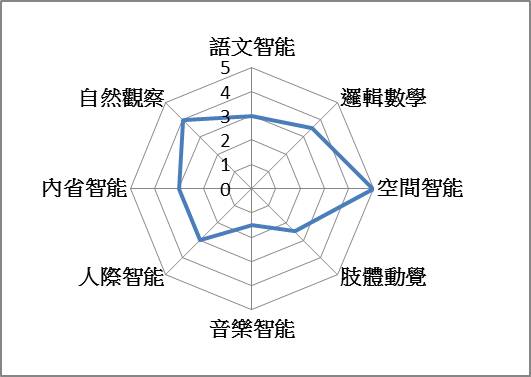 語文智能
5
4
3
2
1
0
邏輯數學
空間智能
肢體動覺
音樂智能
人際智能
內省智能
自然觀察